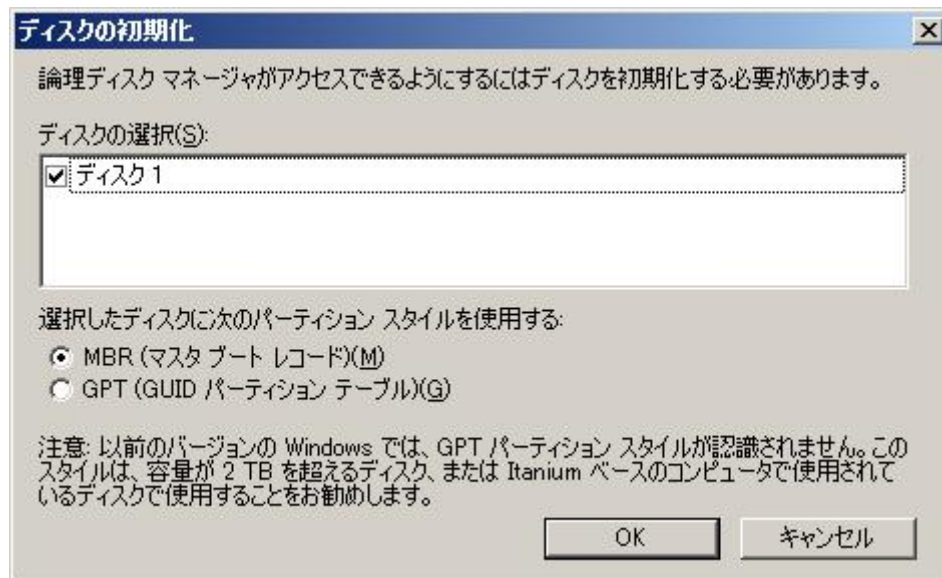 ディスクの初期化
論理ディスク マネージャがアクセスできるようにするにはディスクを初期化する必要があります。
ディスクの選択(S):
ディスク 1
選択したディスクに次のパーティション スタイルを使用する:
MBR (マスタ ブート レコード)(M)
GPT (GUID パーティション テーブル)(G)
注意: 以前のバージョンの Windows では、GPT パーティション スタイルが認識されません。この
スタイルは、容量が 2 TB を超えるディスク、または Itanium ベースのコンピュータで使用されて
いるディスクで使用することをお勧めします。
OK
キャンセル